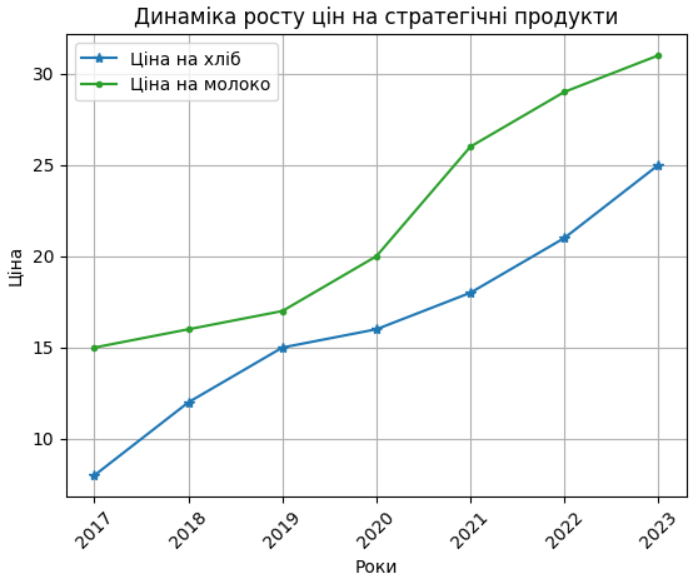 Динаміка росту цін на стратегічні продукти
Ціна на хліб
Ціна на молоко
Ціна
30
25
20
15
10
2017
2018
2019
2020
2021
2022
2023
Роки